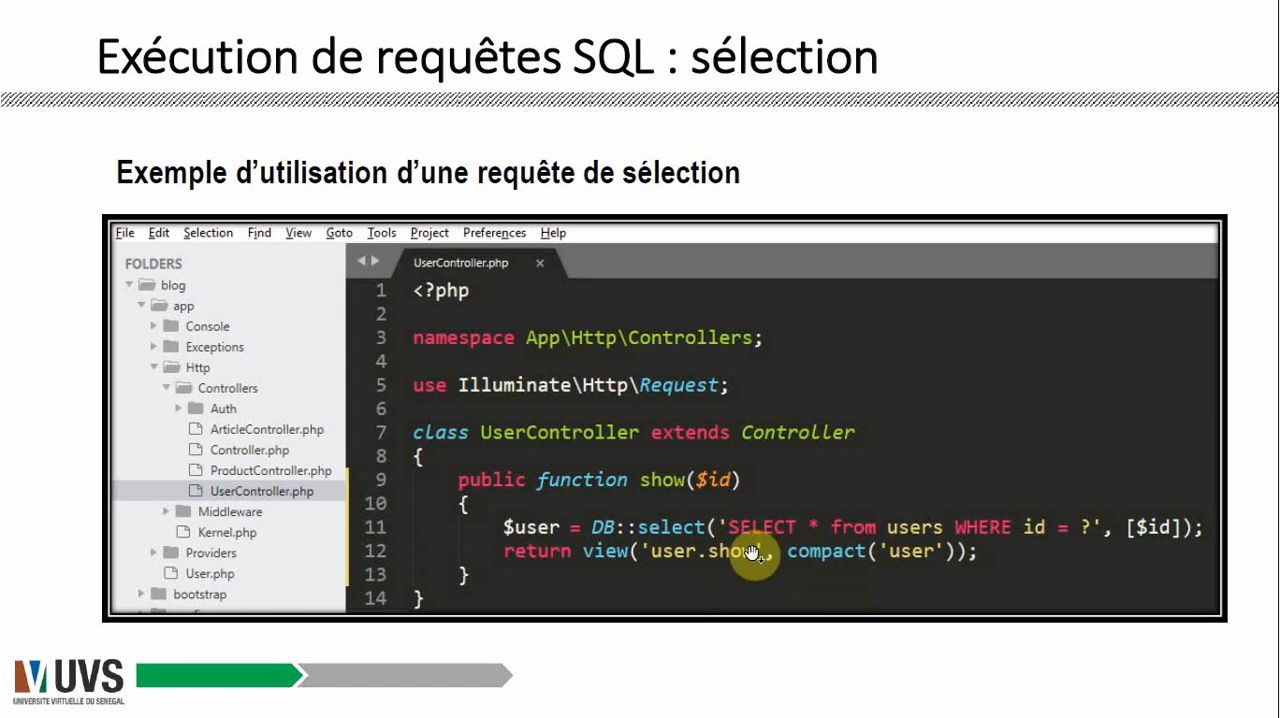 Exécution de requêtes SQL : sélection
Exemple d'utilisation d'une requête de sélection
File Edit Selection Find View Goto Tools Project Preferences Help
FOLDERS
blog
app
Console
Exceptions
Http
Controllers
Auth
ArticleController.php
Controller.php
ProductController.php
UserController.php
Middleware
Kernel.php
Providers
User.php
bootstrap
UserController.php ×
1 <?php
2
3 namespace App\Http\Controllers;
4
5 use Illuminate\Http\Request;
6
7 class UserController extends Controller
8 {
9 public function show($id)
10 {
11 $user = DB::select('SELECT * from users WHERE id = ?', [$id]);
12 return view('user.show', compact('user'));
13 }
14 }
UVS
UNIVERSITE VIRTUELLE DU SENEGAL